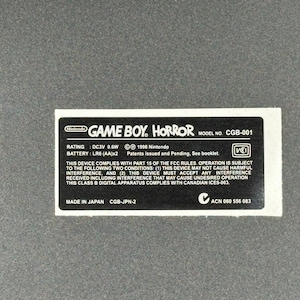 Nintendo GAME BOY HORROR MODEL NO. CGB-001
RATING : DC3V 0.6W ©℗ 1998 Nintendo
BATTERY : LR6 (AA)x2 Patents issued and Pending, See booklet.
THIS DEVICE COMPLIES WITH PART 15 OF THE FCC RULES. OPERATION IS SUBJECT
TO THE FOLLOWING TWO CONDITIONS: (1) THIS DEVICE MAY NOT CAUSE HARMFUL
INTERFERENCE, AND (2) THIS DEVICE MUST ACCEPT ANY INTERFERENCE
RECEIVED INCLUDING INTERFERENCE THAT MAY CAUSE UNDESIRED OPERATION
THIS CLASS B DIGITAL APPARATUS COMPLIES WITH CANADIAN ICES-003.
MADE IN JAPAN CGB-JPN-2 ACN 060 556 083